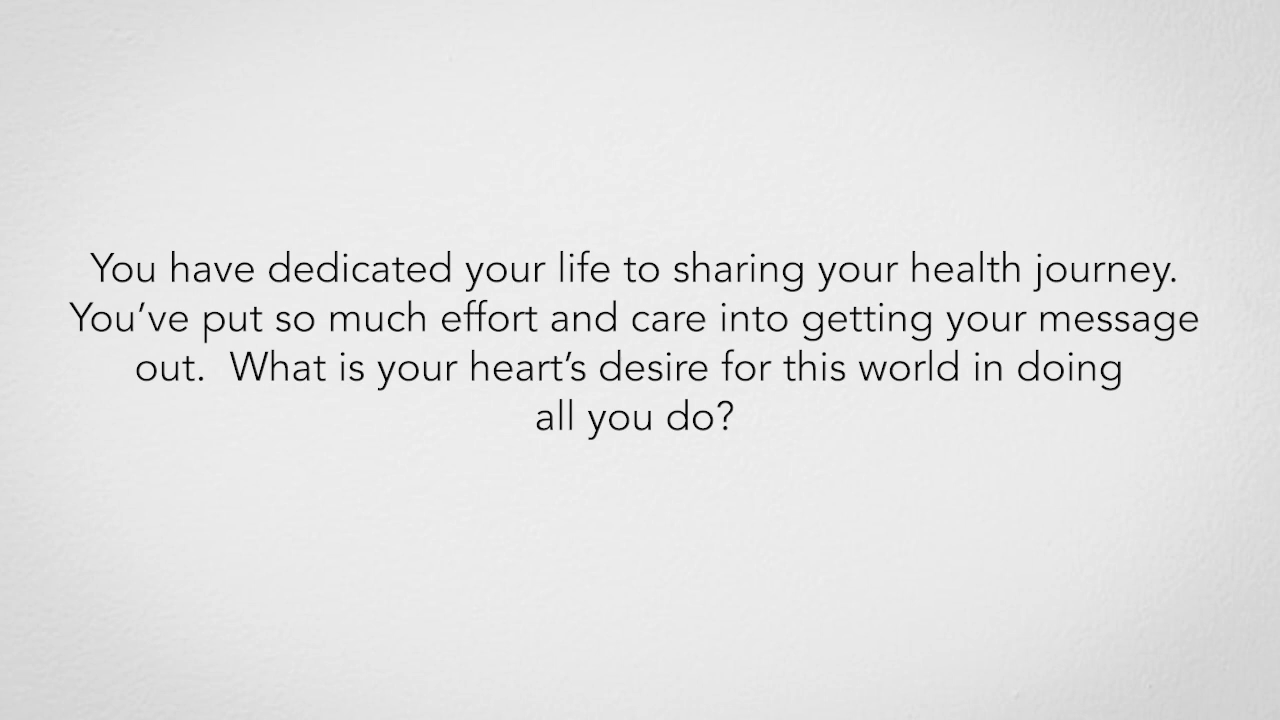 You have dedicated your life to sharing your health journey.
You’ve put so much effort and care into getting your message
out.  What is your heart’s desire for this world in doing
all you do?